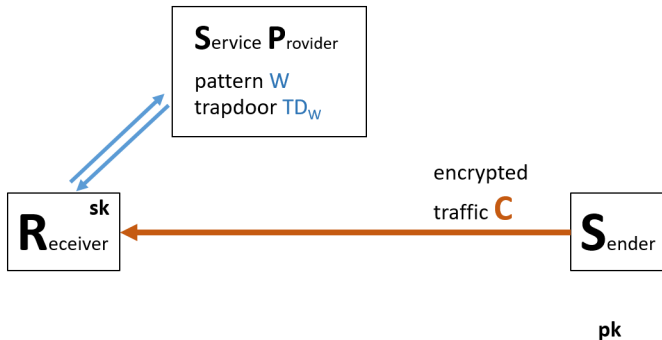 Service Provider
pattern W
trapdoor TDW
encrypted
traffic C
sk
Receiver
Sender
pk